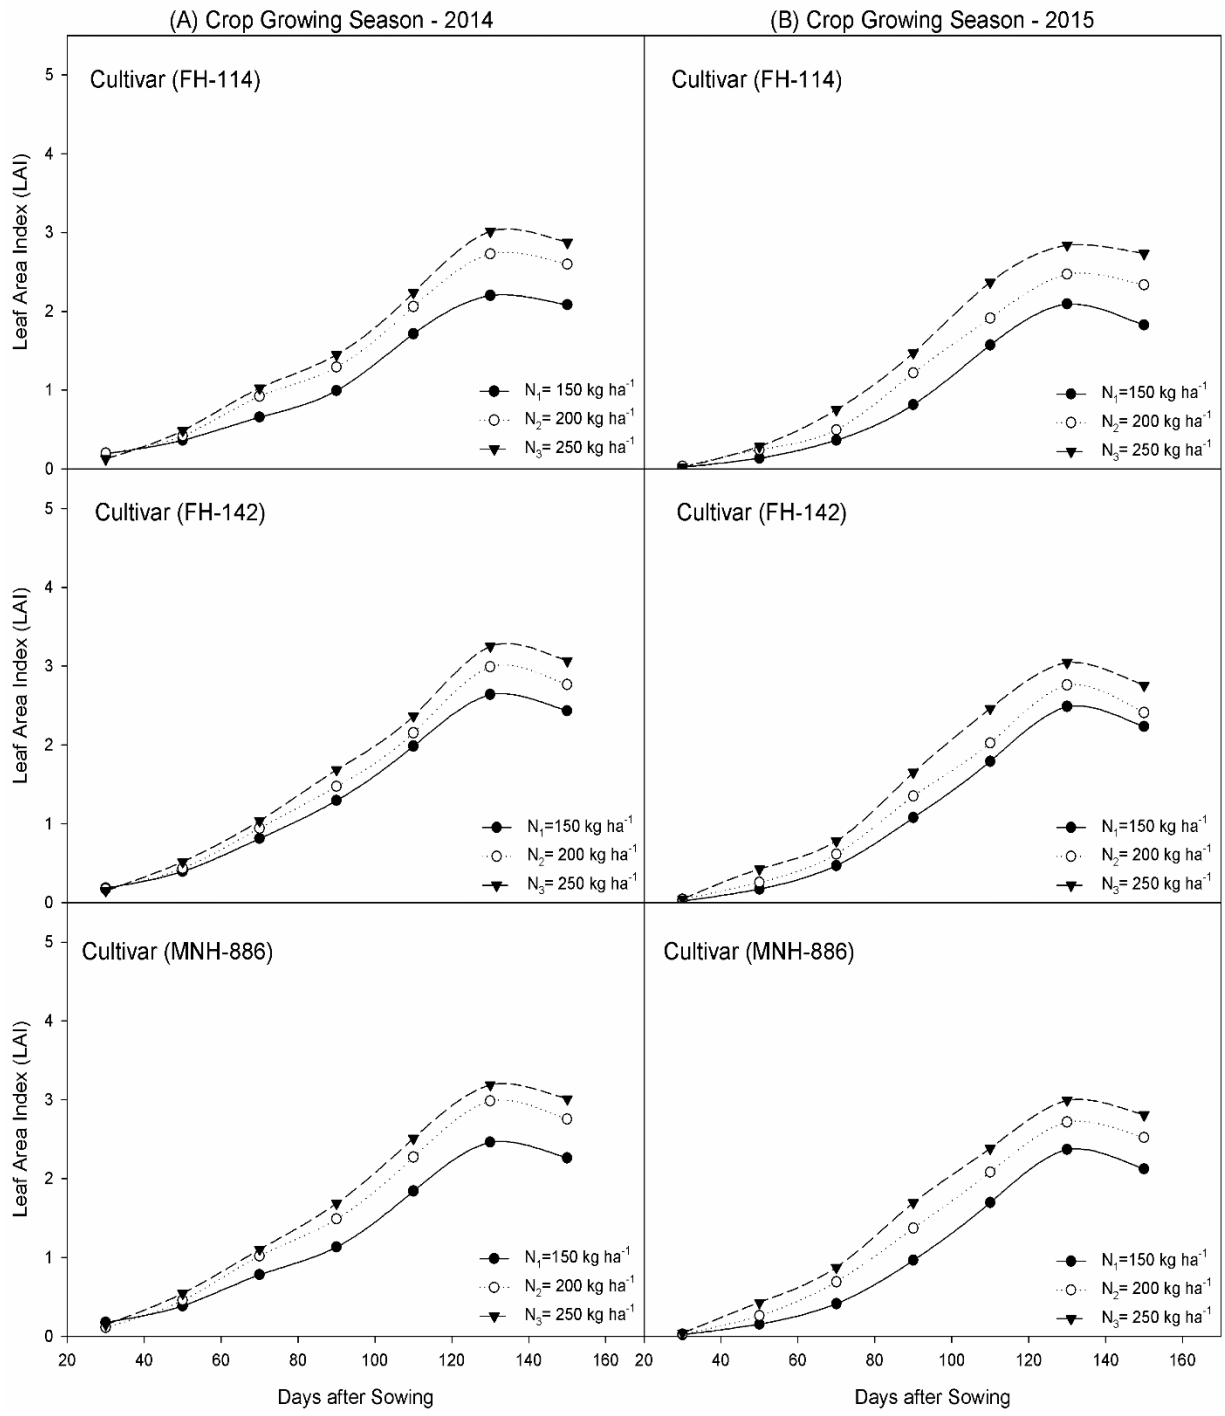 (A) Crop Growing Season - 2014
(B) Crop Growing Season - 2015
5
4
3
2
1
0
Leaf Area Index (LAI)
Cultivar (FH-114)
N₁= 150 kg ha⁻¹
N₂= 200 kg ha⁻¹
N₃= 250 kg ha⁻¹
Cultivar (FH-114)
N₁=150 kg ha⁻¹
N₂= 200 kg ha⁻¹
N₃= 250 kg ha⁻¹
5
4
3
2
1
0
Leaf Area Index (LAI)
Cultivar (FH-142)
N₁=150 kg ha⁻¹
N₂= 200 kg ha⁻¹
N₃= 250 kg ha⁻¹
Cultivar (FH-142)
N₁=150 kg ha⁻¹
N₂= 200 kg ha⁻¹
N₃= 250 kg ha⁻¹
5
4
3
2
1
0
Leaf Area Index (LAI)
Cultivar (MNH-886)
N₁=150 kg ha⁻¹
N₂= 200 kg ha⁻¹
N₃= 250 kg ha⁻¹
Cultivar (MNH-886)
N₁=150 kg ha⁻¹
N₂= 200 kg ha⁻¹
N₃= 250 kg ha⁻¹
20 40 60 80 100 120 140 160
20 40 60 80 100 120 140 160
Days after Sowing
Days after Sowing